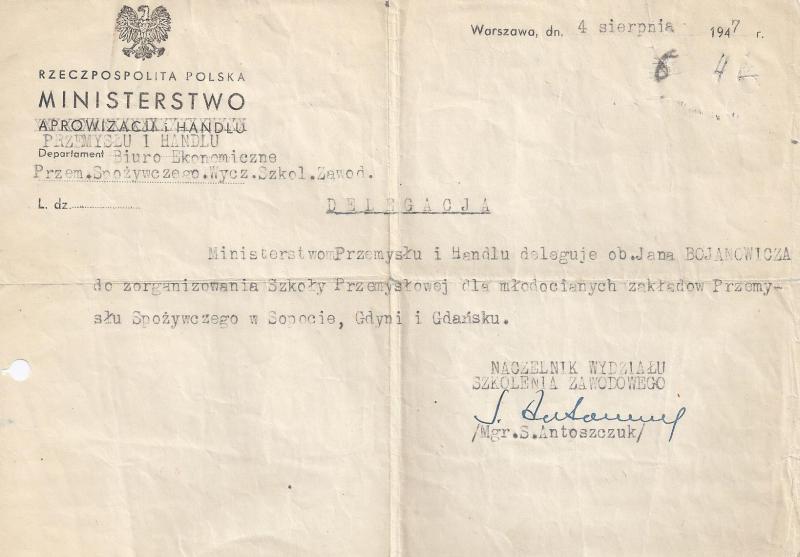 Warszawa, dn. 4 sierpnia 1947 r.
RZECZPOSPOLITA POLSKA
MINISTERSTWO
APROWIZACJI i HANDLU
PRZEMYSŁU I HANDLU
Departament Biuro Ekonomiczne
Przem.Spożywczego.Wycz.Szkol.Zawod.
L. dz.
DELEGACJA
MinisterstwomPrzemysłu i Handlu deleguje ob.Jana BOJANOWICZA
do zorganizowania Szkoły Przemysłowej dla młodocianych zakładów Przemy-
słu Spożywczego w Sopocie, Gdyni i Gdańsku.
NACZELNIK WYDZIAŁU
SZKOLENIA ZAWODOWEGO
/Mgr.S.Antoszczuk/